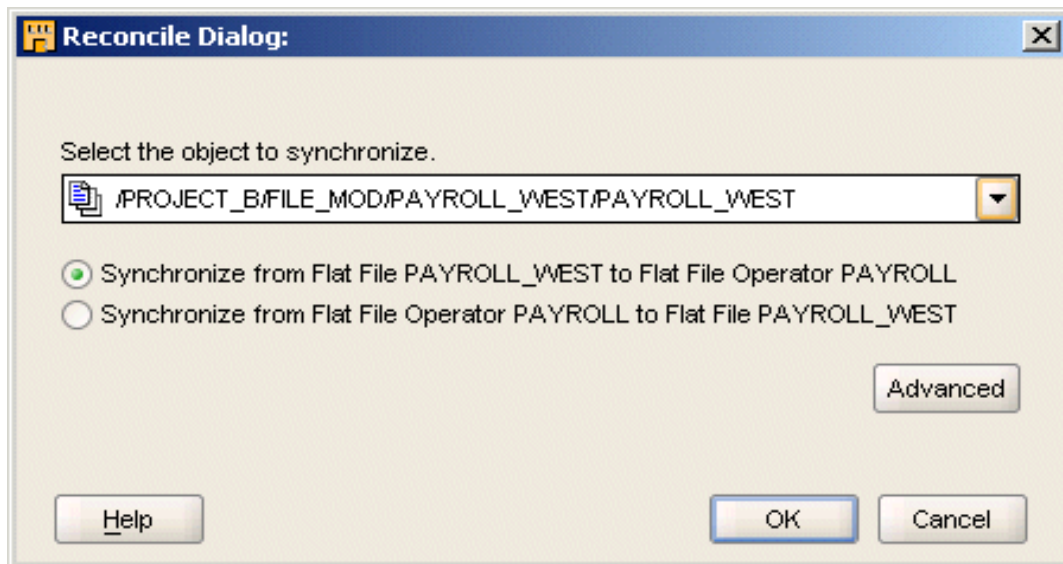 Reconcile Dialog:
Select the object to synchronize.
/PROJECT_B/FILE_MOD/PAYROLL_WEST/PAYROLL_WEST
Synchronize from Flat File PAYROLL_WEST to Flat File Operator PAYROLL
Synchronize from Flat File Operator PAYROLL to Flat File PAYROLL_WEST
Advanced
Help OK Cancel